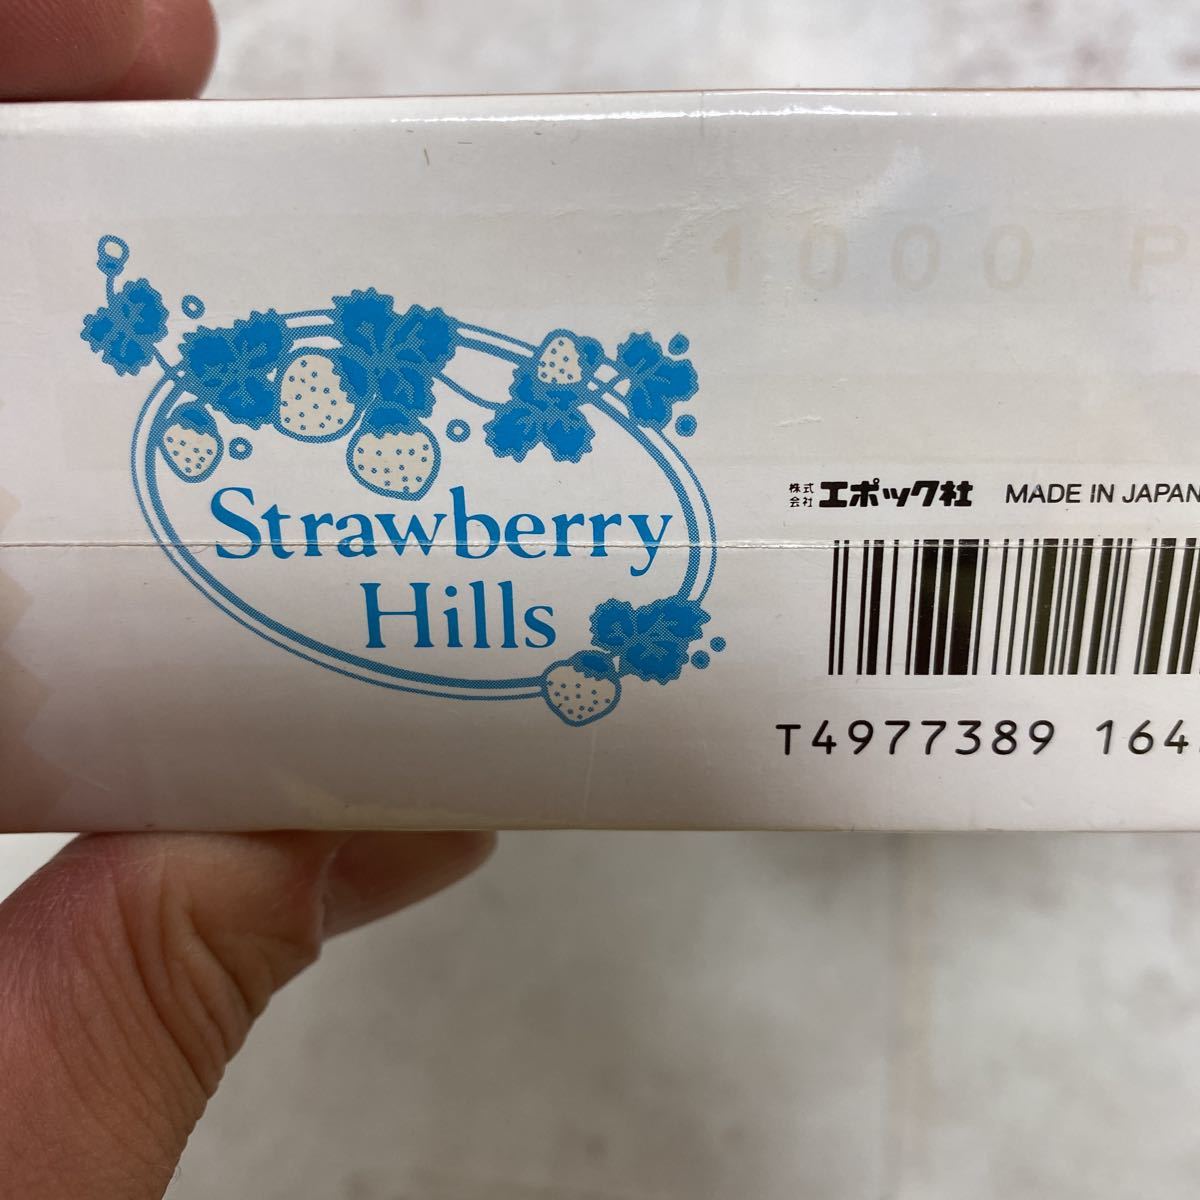 1000 P
Strawberry
Hills
株式会社 エポック社 MADE IN JAPAN
T4977389 164